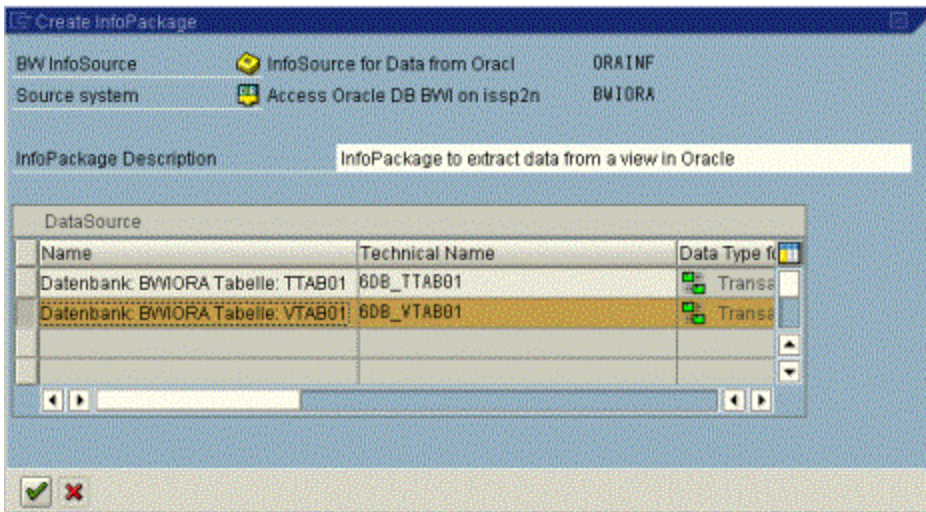 Create InfoPackage
BW InfoSource InfoSource for Data from Oracl ORAINF
Source system Access Oracle DB BWI on issp2n BWIORA
InfoPackage Description InfoPackage to extract data from a view in Oracle
DataSource
Name Technical Name Data Type fo
Datenbank: BWIORA Tabelle: TTAB01 6DB_TTAB01 Transa
Datenbank: BWIORA Tabelle: VTAB01 6DB_VTAB01 Transa